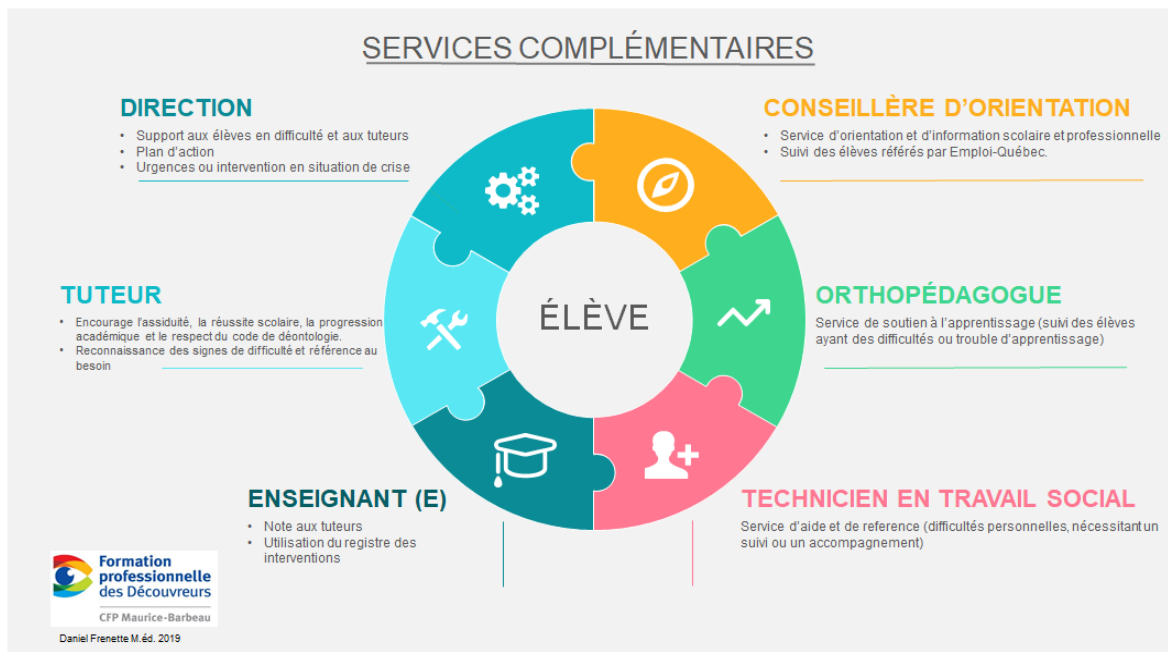 SERVICES COMPLÉMENTAIRES
DIRECTION
• Support aux élèves en difficulté et aux tuteurs
• Plan d'action
• Urgences ou intervention en situation de crise
CONSEILLÈRE D'ORIENTATION
• Service d'orientation et d'information scolaire et professionnelle
• Suivi des élèves référés par Emploi-Québec.
TUTEUR
• Encourage l'assiduité, la réussite scolaire, la progression
académique et le respect du code de déontologie.
• Reconnaissance des signes de difficulté et référence au
besoin
ÉLÈVE
ORTHOPÉDAGOGUE
Service de soutien à l'apprentissage (suivi des élèves
ayant des difficultés ou trouble d'apprentissage)
ENSEIGNANT (E)
• Note aux tuteurs
• Utilisation du registre des
interventions
TECHNICIEN EN TRAVAIL SOCIAL
Service d'aide et de reference (difficultés personnelles, nécessitant un
suivi ou un accompagnement)
Formation
professionnelle
des Découvreurs
CFP Maurice-Barbeau
Daniel Frenette M.éd. 2019